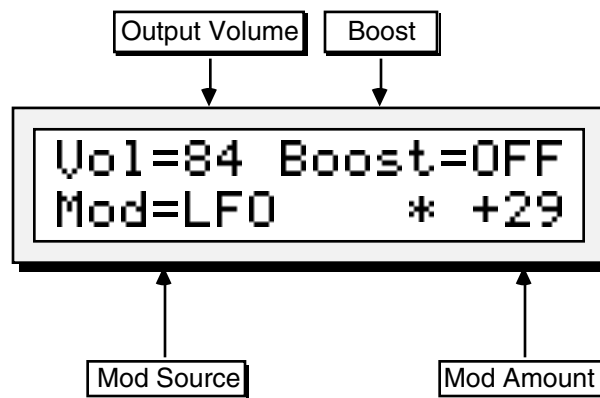 Output Volume Boost
Vol=84 Boost=OFF
Mod=LFO * +29
Mod Source Mod Amount